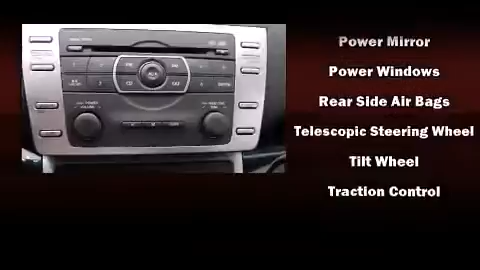 Power Mirror
Power Windows
Rear Side Air Bags
Telescopic Steering Wheel
Tilt Wheel
Traction Control